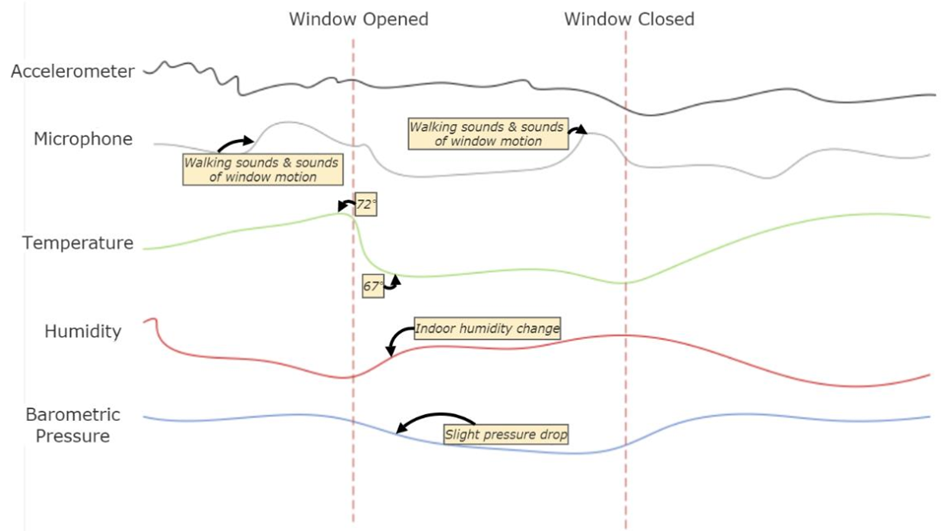 Window Opened
Window Closed
Accelerometer
Microphone
Walking sounds & sounds
of window motion
Walking sounds & sounds
of window motion
72°
Temperature
67°
Humidity
Indoor humidity change
Barometric
Pressure
Slight pressure drop